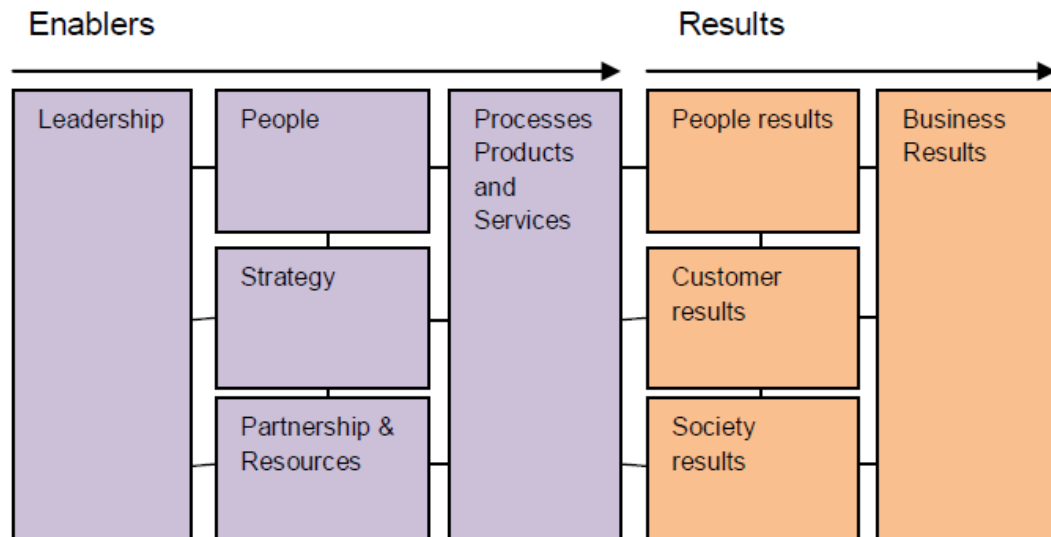 Enablers
Results
Leadership
People
Processes
Products
and
Services
People results
Business
Results
Strategy
Customer
results
Partnership &
Resources
Society
results